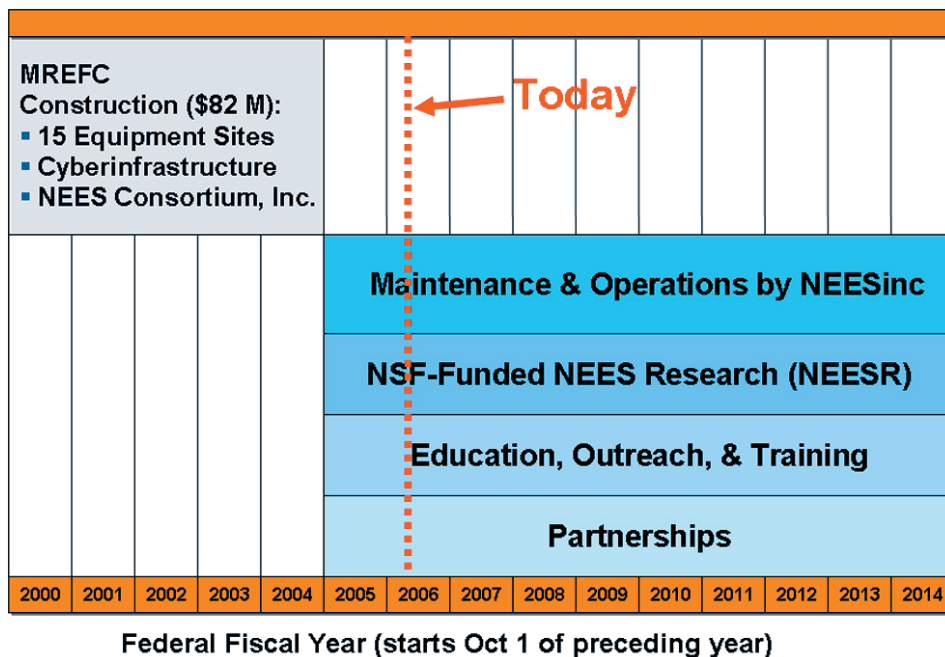 MREFC
Construction ($82 M):
▪ 15 Equipment Sites
▪ Cyberinfrastructure
▪ NEES Consortium, Inc.
Today
Maintenance & Operations by NEESinc
NSF-Funded NEES Research (NEESR)
Education, Outreach, & Training
Partnerships
2000 2001 2002 2003 2004 2005 2006 2007 2008 2009 2010 2011 2012 2013 2014
Federal Fiscal Year (starts Oct 1 of preceding year)